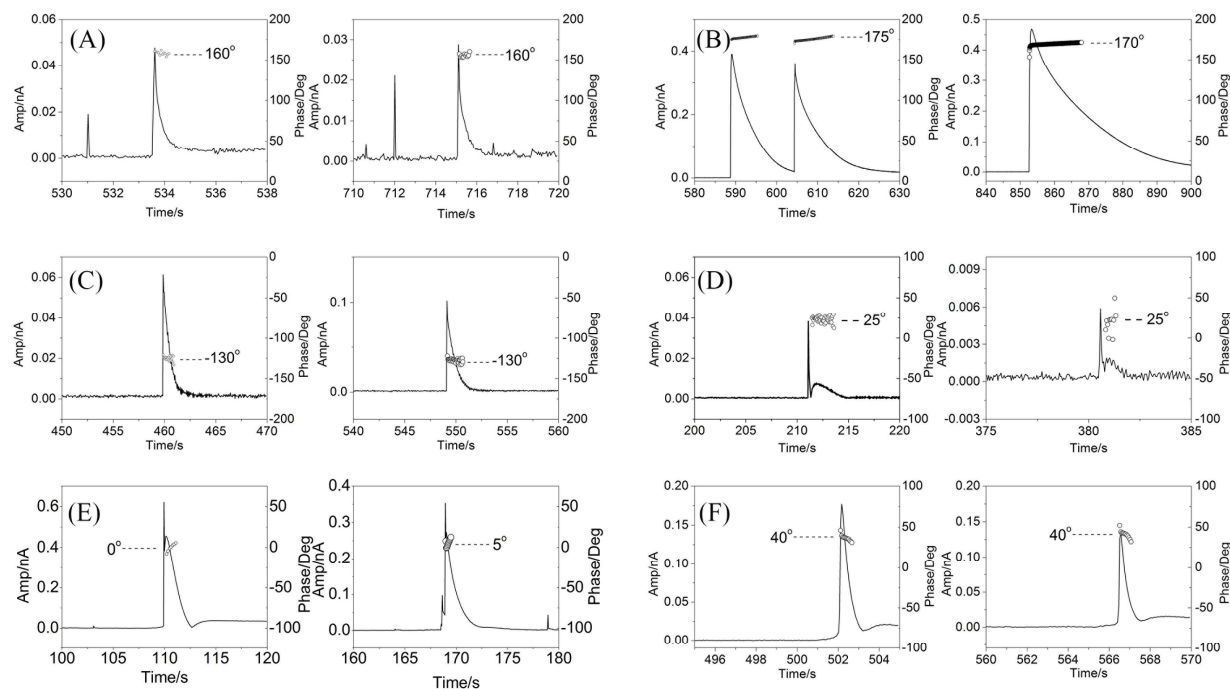 (A)
Amp/nA
0.06
0.04
0.02
0.00
160°
200
150
100
50
0
Phase/Deg
530 532 534 536 538
Time/s
Amp/nA
0.03
0.02
0.01
0.00
160°
200
150
100
50
0
Phase/Deg
710 712 714 716 718 720
Time/s
(B)
Amp/nA
0.4
0.2
0.0
175°
200
150
100
50
0
Phase/Deg
580 590 600 610 620 630
Time/s
Amp/nA
0.5
0.4
0.3
0.2
0.1
0.0
170°
200
150
100
50
0
Phase/Deg
840 850 860 870 880 890 900
Time/s
(C)
Amp/nA
0.06
0.04
0.02
0.00
-130°
0
-50
-100
-150
-200
Phase/Deg
450 455 460 465 470
Time/s
Amp/nA
0.1
0.0
-130°
0
-50
-100
-150
-200
Phase/Deg
540 545 550 555 560
Time/s
(D)
Amp/nA
0.06
0.04
0.02
0.00
25°
100
50
0
-50
-100
Phase/Deg
200 205 210 215 220
Time/s
Amp/nA
0.009
0.006
0.003
0.000
-0.003
25°
100
50
0
-50
-100
Phase/Deg
375 380 385
Time/s
(E)
Amp/nA
0.6
0.4
0.2
0.0
0°
50
0
-50
-100
Phase/Deg
100 105 110 115 120
Time/s
Amp/nA
0.5
0.4
0.3
0.2
0.1
0.0
5°
50
0
-50
-100
Phase/Deg
160 165 170 175 180
Time/s
(F)
Amp/nA
0.20
0.15
0.10
0.05
0.00
40°
100
50
0
-50
-100
Phase/Deg
496 498 500 502 504
Time/s
Amp/nA
0.20
0.15
0.10
0.05
0.00
40°
100
50
0
-50
-100
Phase/Deg
560 562 564 566 568 570
Time/s